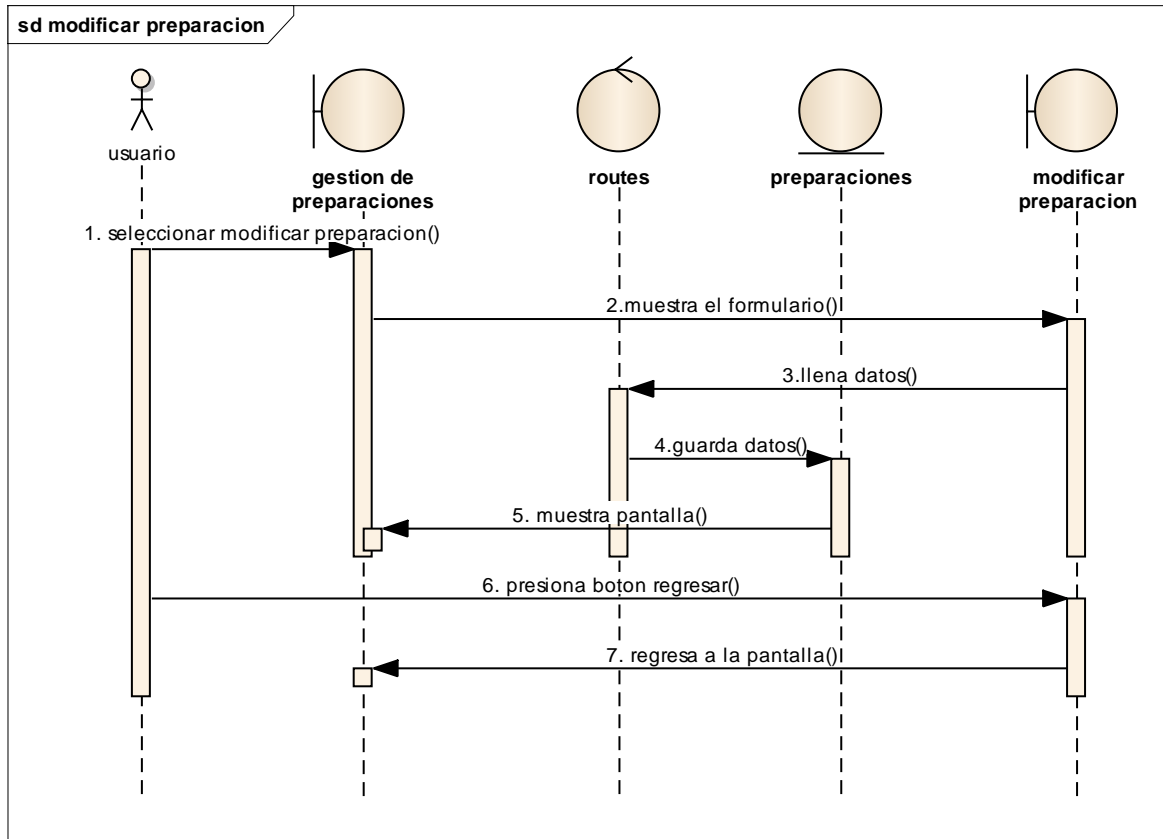 sd modificar preparacion
usuario
gestion de
preparaciones
routes
preparaciones
modificar
preparacion
1. seleccionar modificar preparacion()
2.muestra el formulario()
3.llena datos()
4.guarda datos()
5. muestra pantalla()
6. presiona boton regresar()
7. regresa a la pantalla()